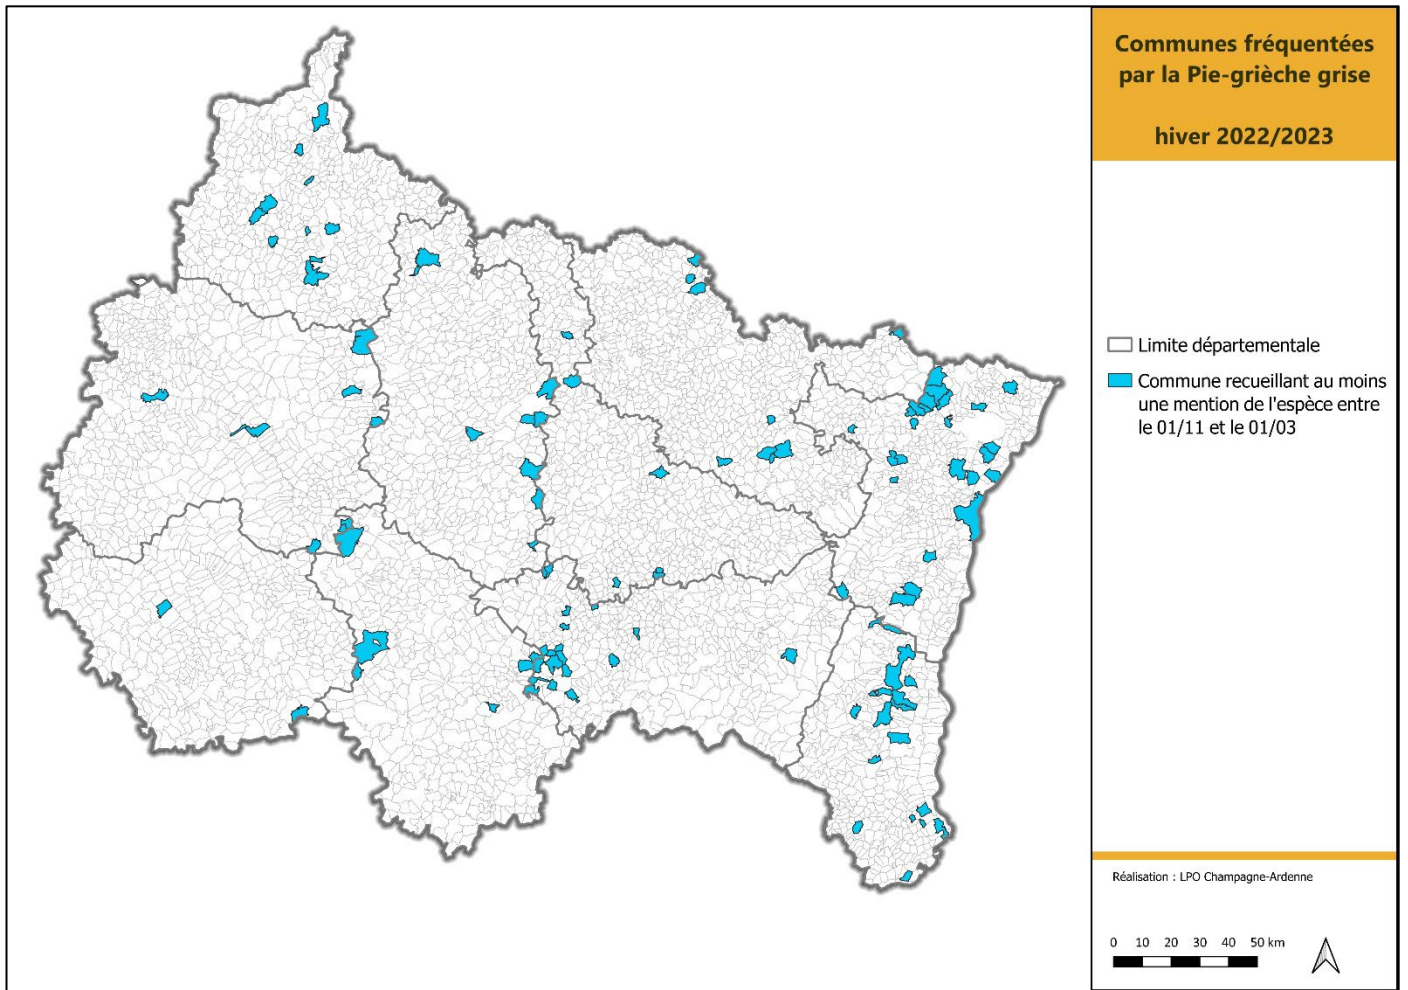 Communes fréquentées
par la Pie-grièche grise
hiver 2022/2023
Limite départementale
Commune recueillant au moins
une mention de l'espèce entre
le 01/11 et le 01/03
Réalisation : LPO Champagne-Ardenne
0 10 20 30 40 50 km